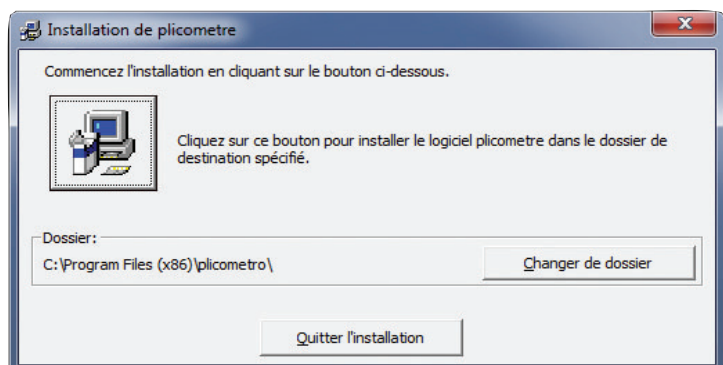 Installation de plicometre
Commencez l'installation en cliquant sur le bouton ci-dessous.
Cliquez sur ce bouton pour installer le logiciel plicometre dans le dossier de
destination spécifié.
Dossier:
C:\Program Files (x86)\plicometro\
Changer de dossier
Quitter l'installation